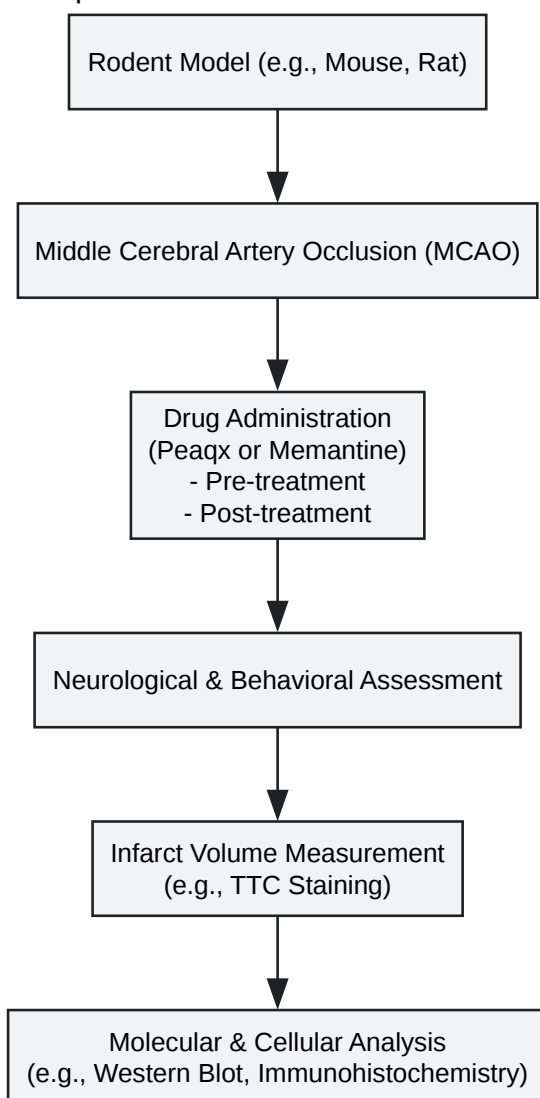 Rodent Model (e.g., Mouse, Rat)
Middle Cerebral Artery Occlusion (MCAO)
Drug Administration
(Peaqx or Memantine)
- Pre-treatment
- Post-treatment
Neurological & Behavioral Assessment
Infarct Volume Measurement
(e.g., TTC Staining)
Molecular & Cellular Analysis
(e.g., Western Blot, Immunohistochemistry)